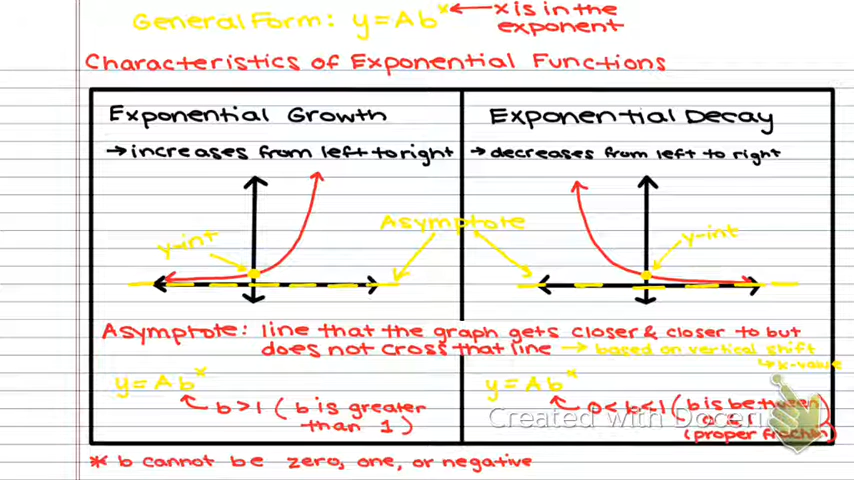 General Form: y = Ab^x ← x is in the exponent
Characteristics of Exponential Functions
Exponential Growth
→ increases from left to right
y-int
Asymptote
Exponential Decay
→ decreases from left to right
y-int
Asymptote: line that the graph gets closer & closer to but
does not cross that line → based on vertical shift
↳ k-value
y = Ab^x
b > 1 (b is greater
than 1)
y = Ab^x
0 < b < 1 (b is between
0 & 1)
(proper fraction)
Created with Doceri
* b cannot be zero, one, or negative